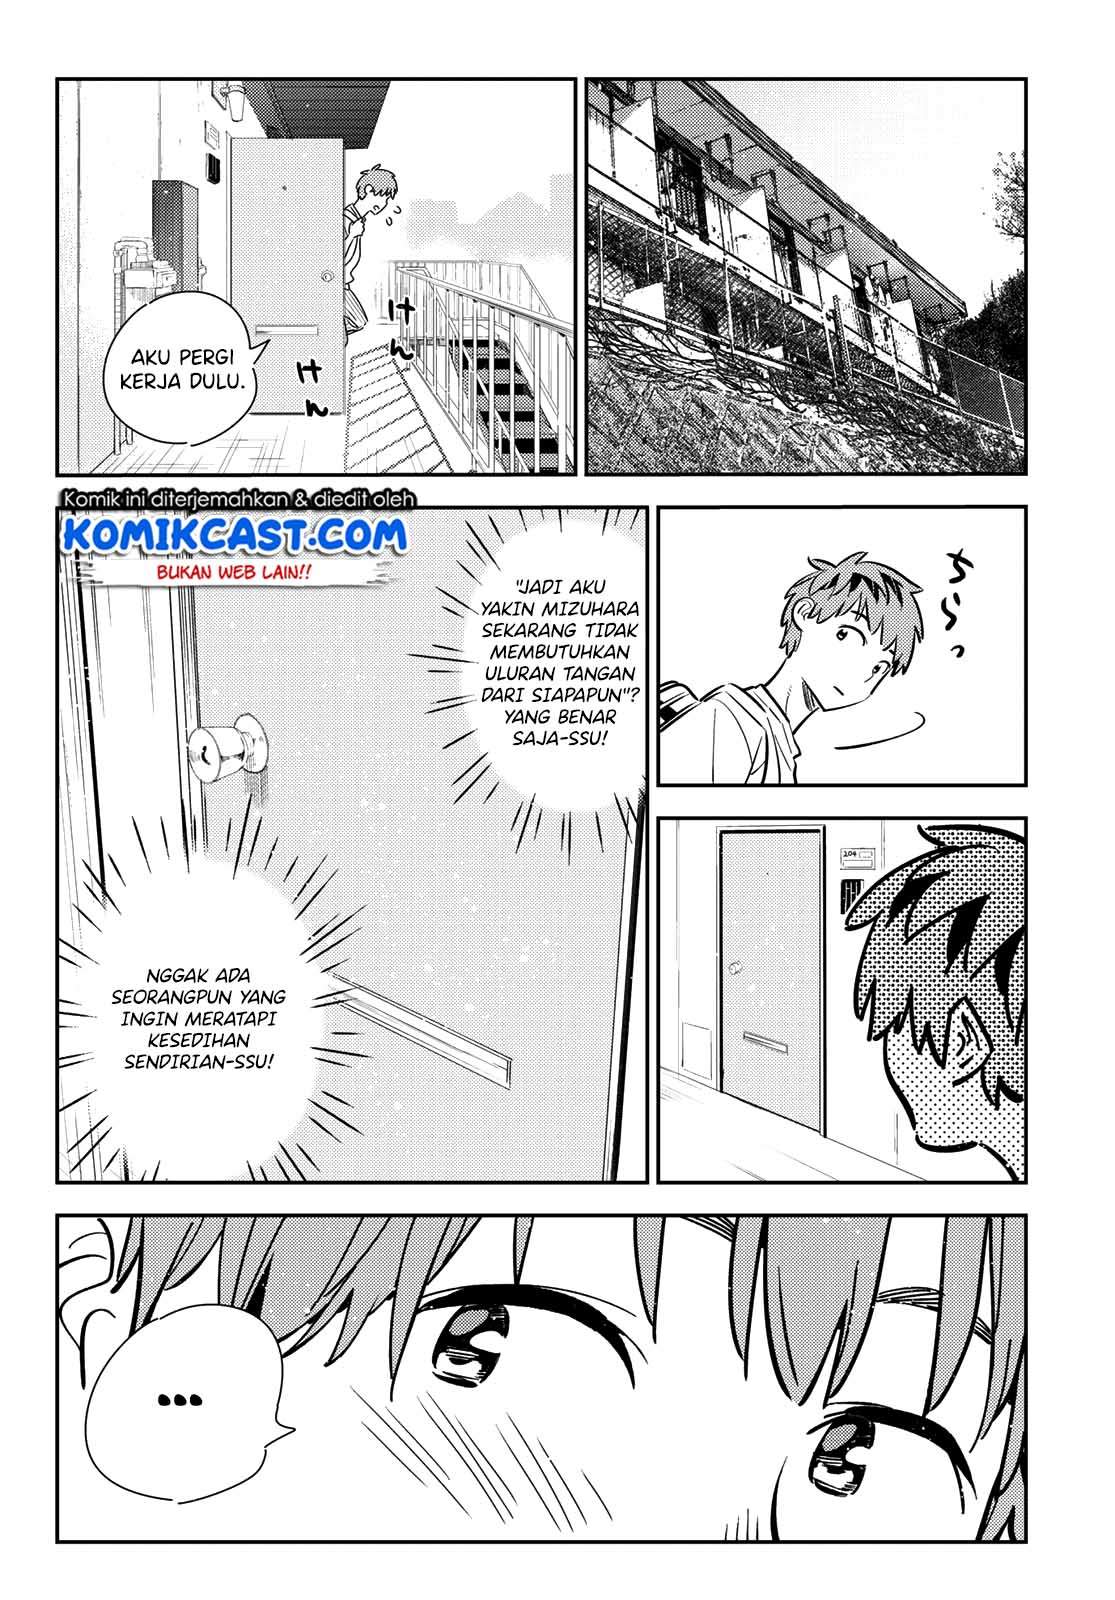 AKU PERGI
KERJA DULU.
けん
けん
Komik ini diterjemahkan & diedit oleh
KOMIKCAST.COM
BUKAN WEB LAIN!!
ちらっ
"JADI AKU
YAKIN MIZUHARA
SEKARANG TIDAK
MEMBUTUHKAN
ULURAN TANGAN
DARI SIAPAPUN"?
YANG BENAR
SAJA-SSU!
204
NGGAK ADA
SEORANGPUN YANG
INGIN MERATAPI
KESEDIHAN
SENDIRIAN-SSU!
...